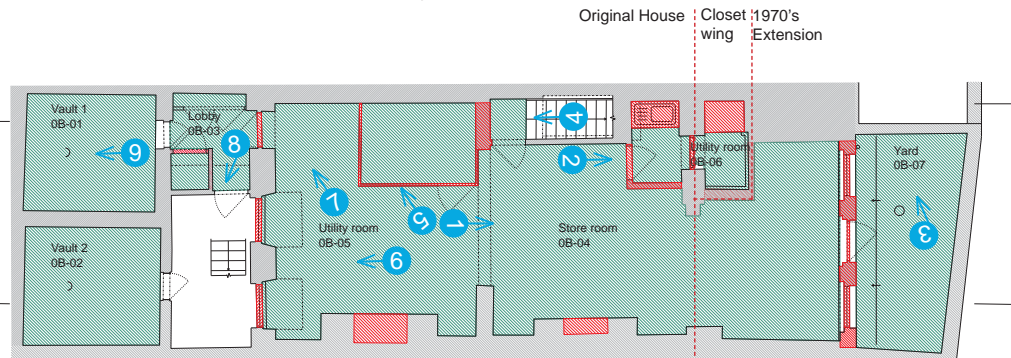 Original House
Closet
wing
1970's
Extension
Vault 1
0B-01
9
Lobby
0B-03
8
4
2
Utility room
0B-06
Yard
0B-07
7
5
1
3
Utility room
0B-05
Store room
0B-04
Vault 2
0B-02
6